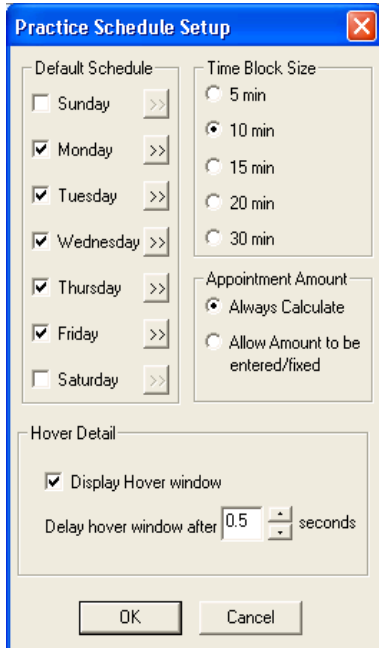 Practice Schedule Setup
Default Schedule
Sunday >>
Monday >>
Tuesday >>
Wednesday >>
Thursday >>
Friday >>
Saturday >>
Time Block Size
5 min
10 min
15 min
20 min
30 min
Appointment Amount
Always Calculate
Allow Amount to be
entered/fixed
Hover Detail
Display Hover window
Delay hover window after 0.5 seconds
OK Cancel